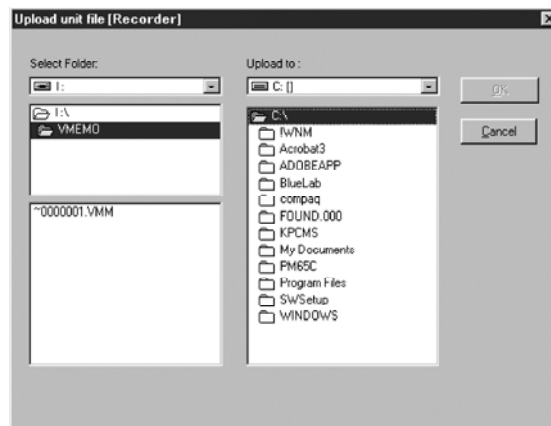 Upload unit file [Recorder]
Select Folder:
I:
I:\
VMEMO
~0000001.VMM
Upload to :
C: []
C:\
!WNM
Acrobat3
ADOBEAPP
BlueLab
compaq
FOUND.000
KPCMS
My Documents
PM65C
Program Files
SWSetup
WINDOWS
OK
Cancel